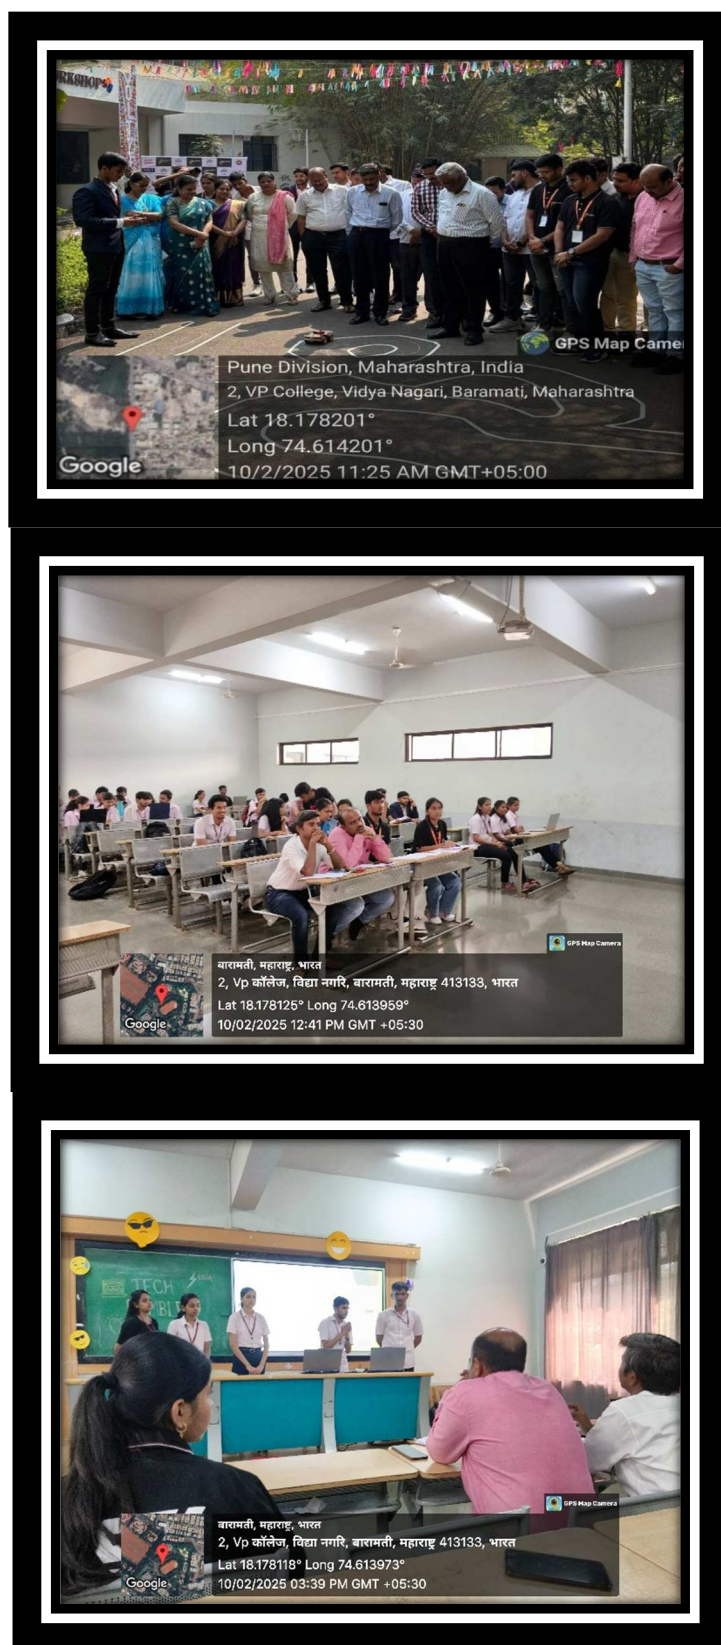 ORKSHOP
GPS Map Camer
Pune Division, Maharashtra, India
2, VP College, Vidya Nagari, Baramati, Maharashtra
Lat 18.178201°
Long 74.614201°
10/2/2025 11:25 AM GMT+05:00
Google
GPS Map Camera
बारामती, महाराष्ट्र, भारत
2, Vp कॉलेज, विद्या नगरि, बारामती, महाराष्ट्र 413133, भारत
Lat 18.178125° Long 74.613959°
10/02/2025 12:41 PM GMT +05:30
Google
TECH
GPS Map Camera
बारामती, महाराष्ट्र, भारत
2, Vp कॉलेज, विद्या नगरि, बारामती, महाराष्ट्र 413133, भारत
Lat 18.178118° Long 74.613973°
10/02/2025 03:39 PM GMT +05:30
Google